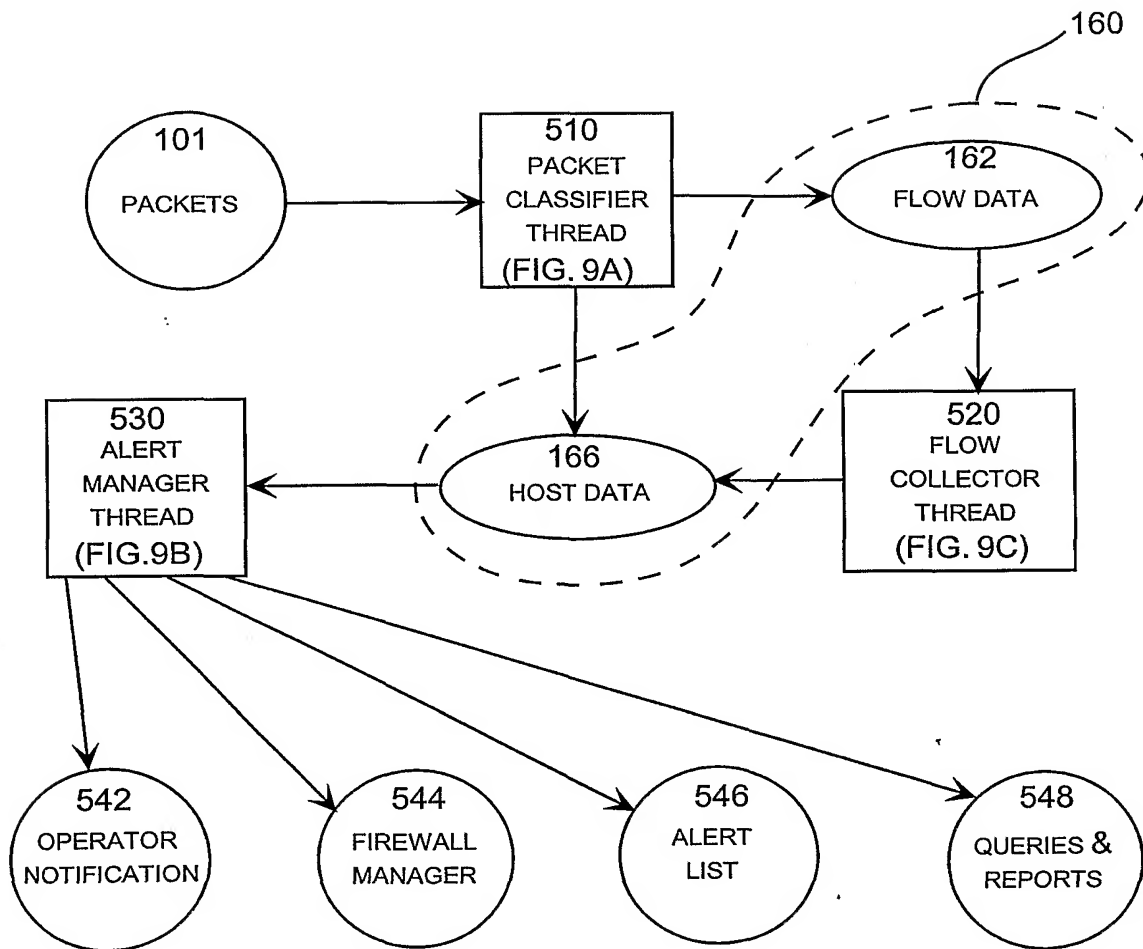 160
101
PACKETS
510
PACKET
CLASSIFIER
THREAD
(FIG. 9A)
162
FLOW DATA
530
ALERT
MANAGER
THREAD
(FIG.9B)
166
HOST DATA
520
FLOW
COLLECTOR
THREAD
(FIG. 9C)
542
OPERATOR
NOTIFICATION
544
FIREWALL
MANAGER
546
ALERT
LIST
548
QUERIES &
REPORTS